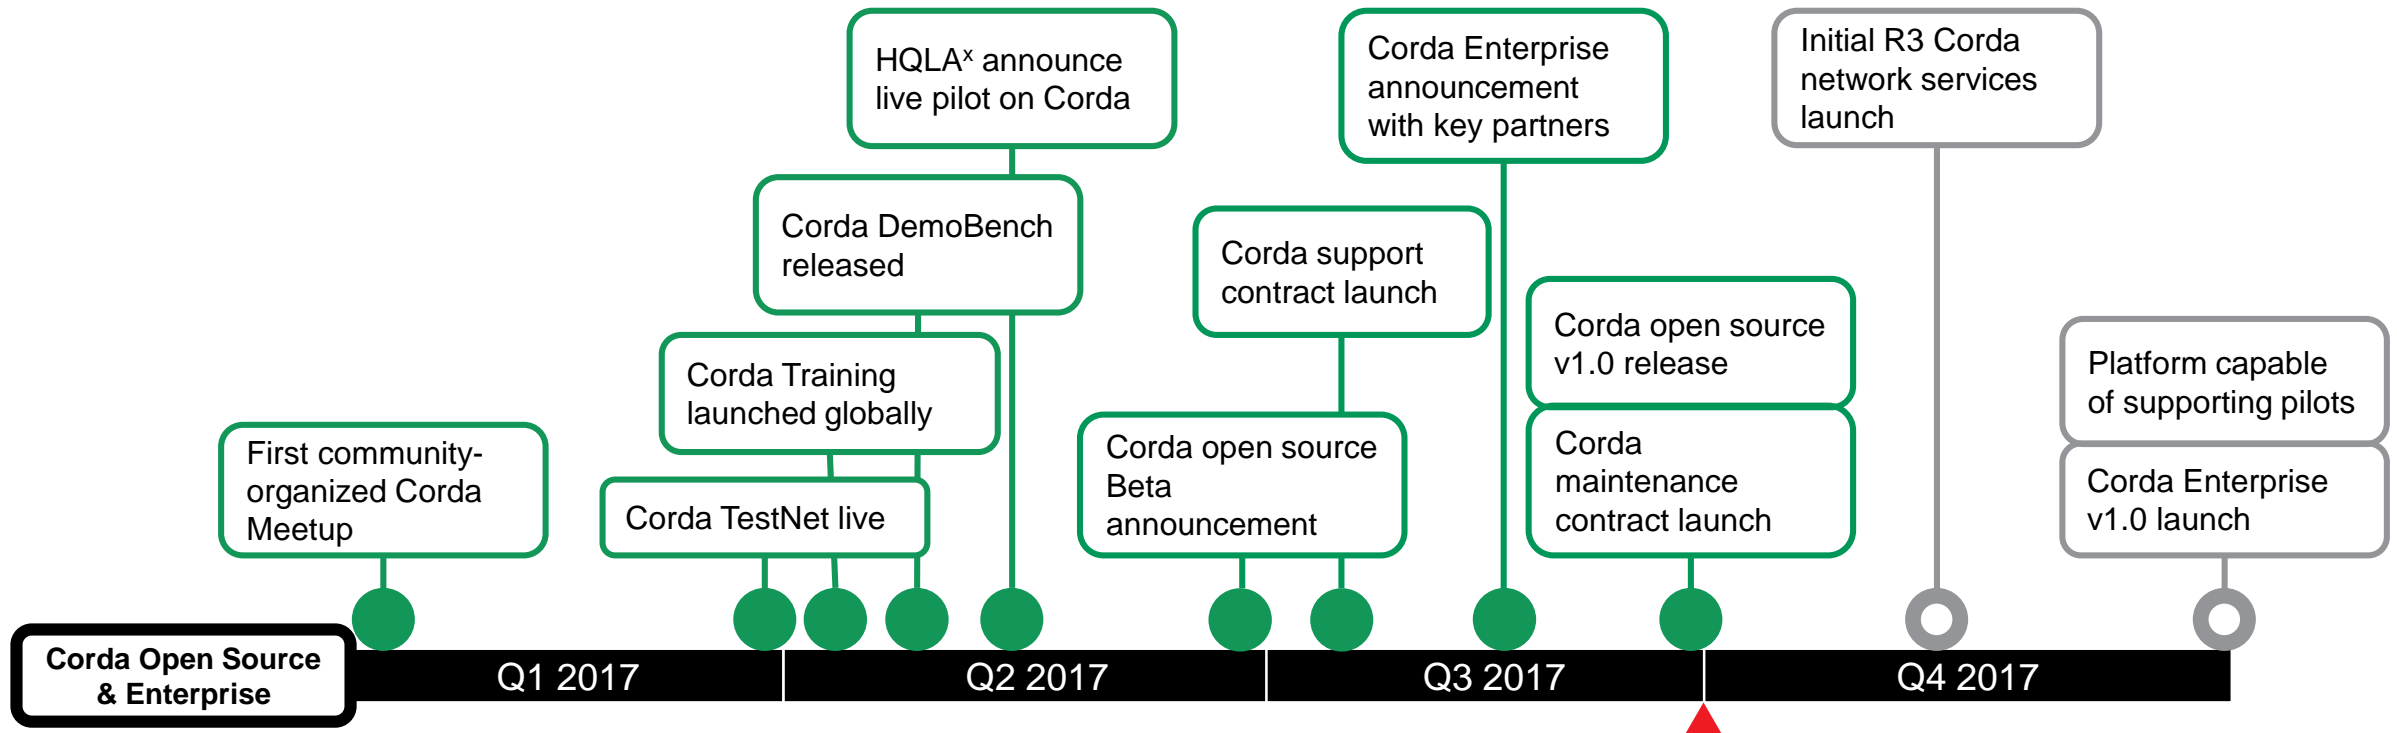 HQLAˣ announce
live pilot on Corda
Corda Enterprise
announcement
with key partners
Initial R3 Corda
network services
launch
Corda DemoBench
released
Corda support
contract launch
Corda open source
v1.0 release
Corda Training
launched globally
Platform capable
of supporting pilots
First community-
organized Corda
Meetup
Corda open source
Beta
announcement
Corda
maintenance
contract launch
Corda TestNet live
Corda Enterprise
v1.0 launch
Corda Open Source
& Enterprise
Q1 2017
Q2 2017
Q3 2017
Q4 2017